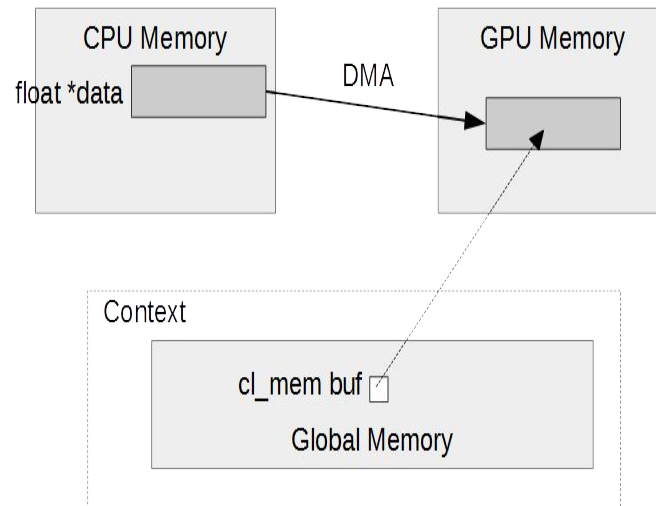 CPU Memory
GPU Memory
float *data
DMA
Context
cl_mem buf
Global Memory